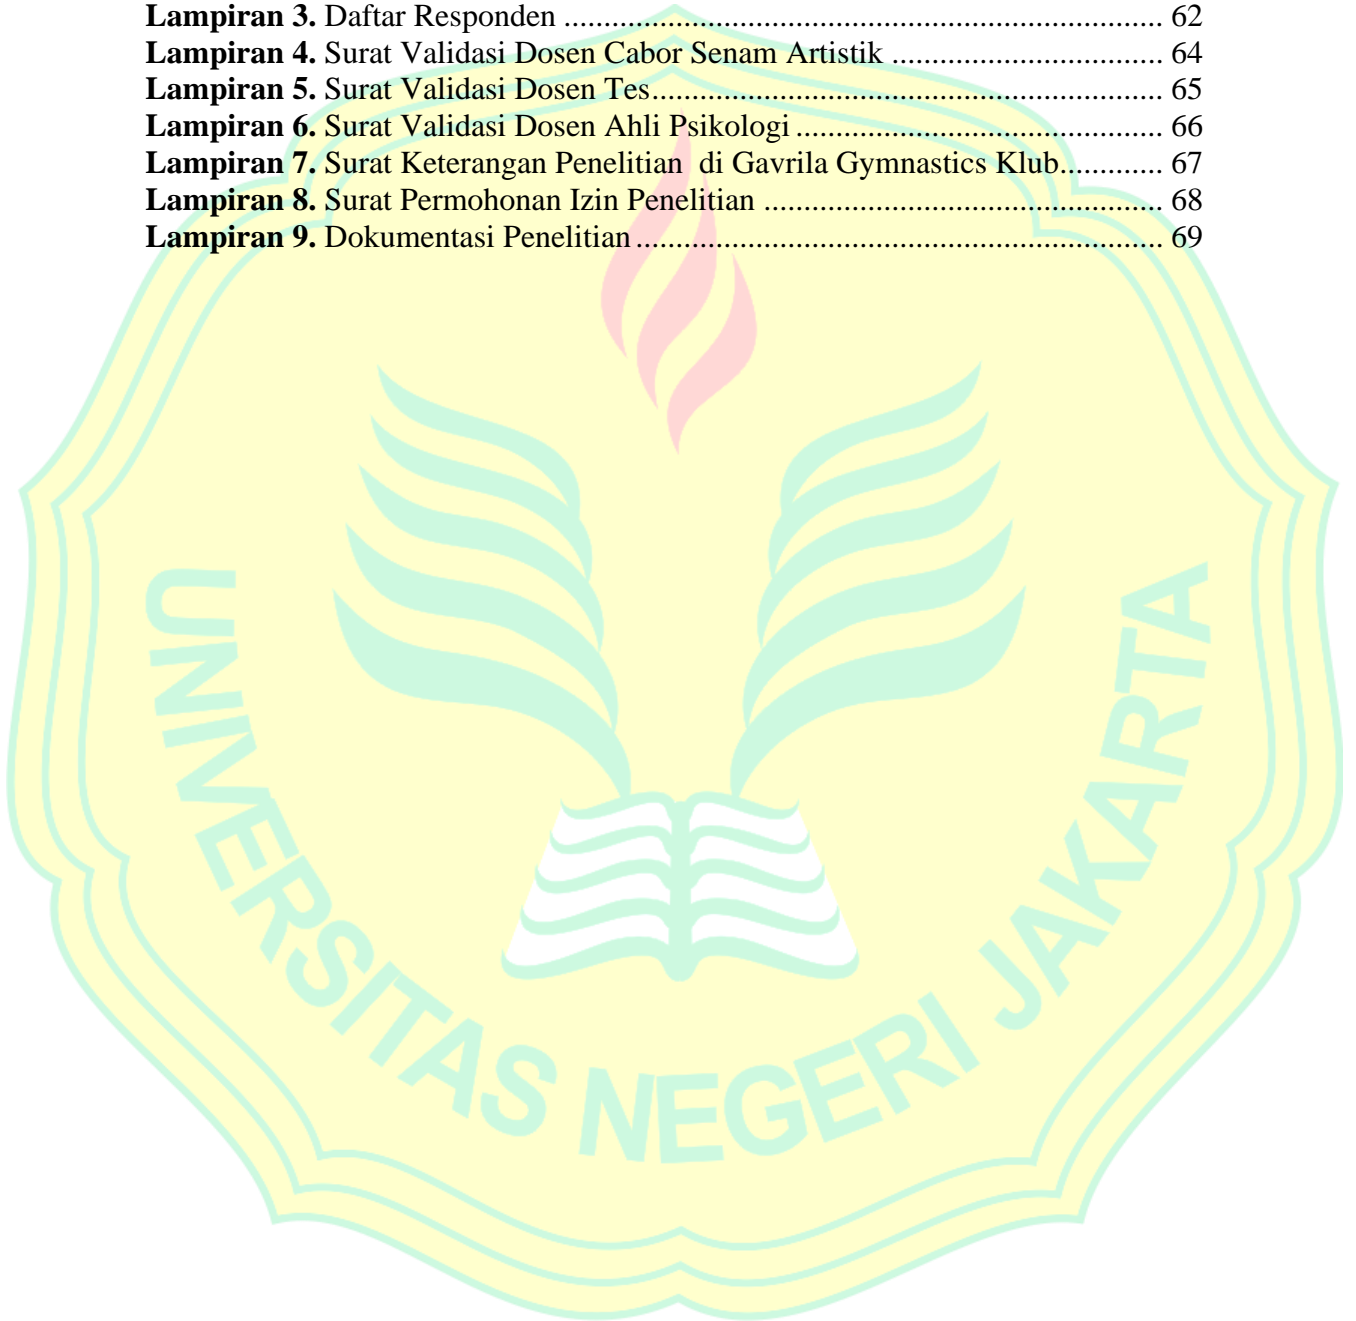 Lampiran 3. Daftar Responden ........................................................................... 62
Lampiran 4. Surat Validasi Dosen Cabor Senam Artistik .................................. 64
Lampiran 5. Surat Validasi Dosen Tes................................................................ 65
Lampiran 6. Surat Validasi Dosen Ahli Psikologi .............................................. 66
Lampiran 7. Surat Keterangan Penelitian  di Gavrila Gymnastics Klub............. 67
Lampiran 8. Surat Permohonan Izin Penelitian .................................................. 68
Lampiran 9. Dokumentasi Penelitian .................................................................. 69
UNIVERSITAS NEGERI JAKARTA